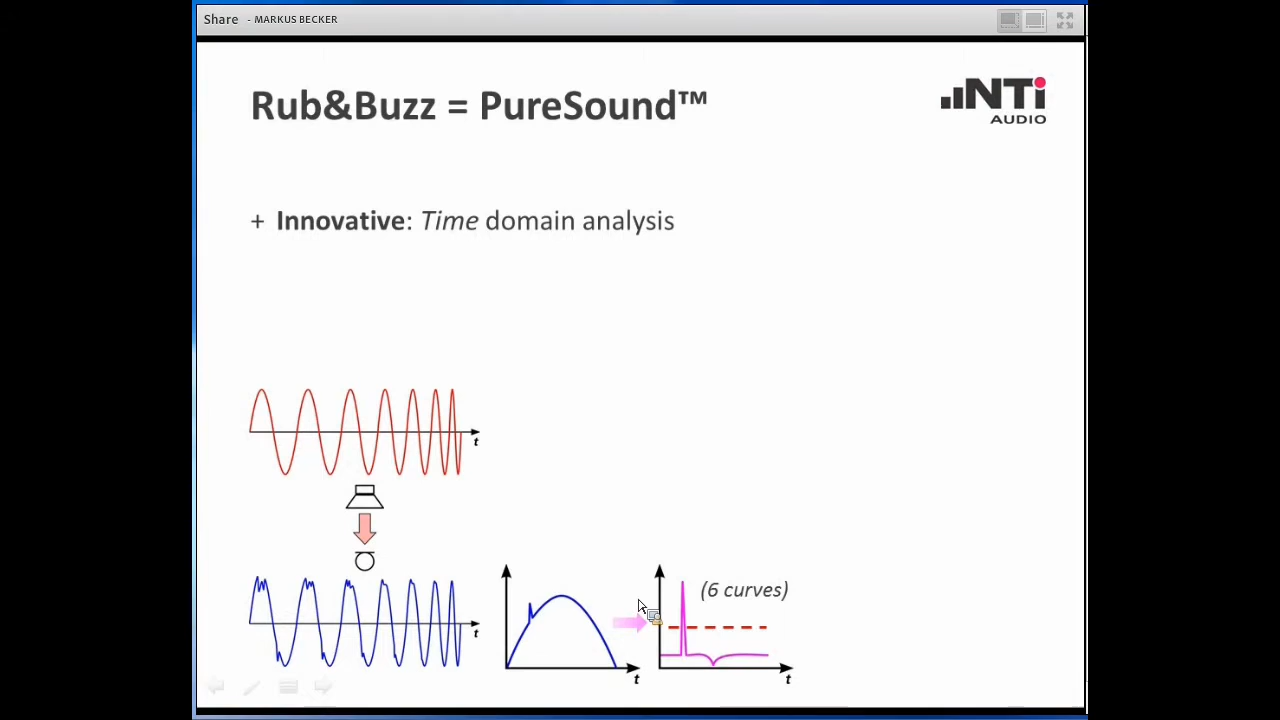 Share - MARKUS BECKER
Rub&Buzz = PureSound™
NTi
AUDIO
+ Innovative: Time domain analysis
t
(6 curves)
t
t
t